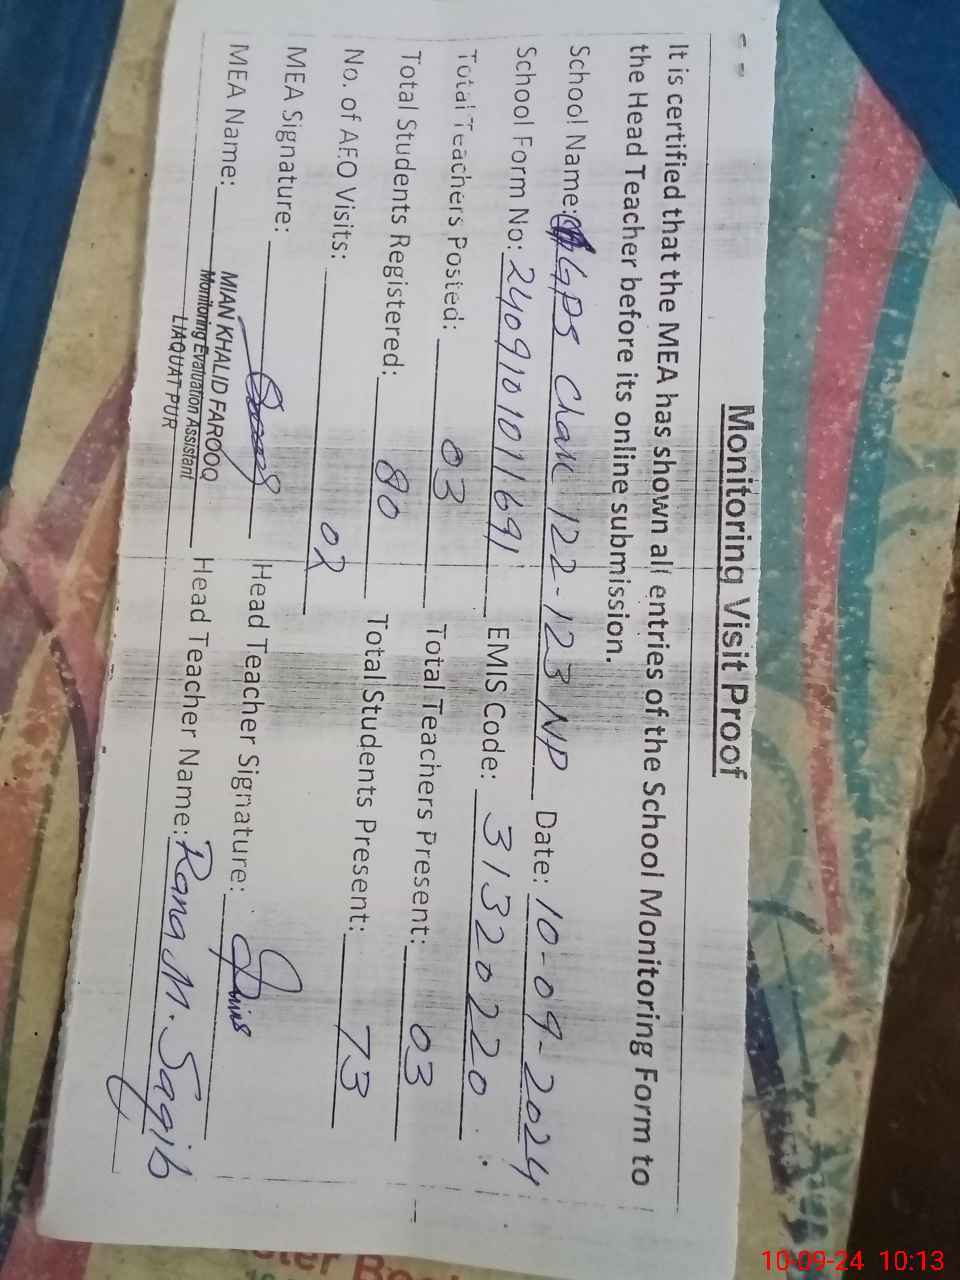 Monitoring Visit Proof
It is certified that the MEA has shown all entries of the School Monitoring Form to
the Head Teacher before its online submission.
School Name: GPS Chak 122-123 NP Date: 10-09-2024
School Form No: 2409101011691 EMIS Code: 31320220
Total Teachers Posted: 03 Total Teachers Present: 03
Total Students Registered: 80 Total Students Present: 73
No. of AEO Visits: 02
MEA Signature: Head Teacher Signature:
MEA Name: MIAN KHALID FAROOQ Head Teacher Name: Rana M. Saqib
Monitoring Evaluation Assistant
LIAQUAT PUR
10-09-24 10:13